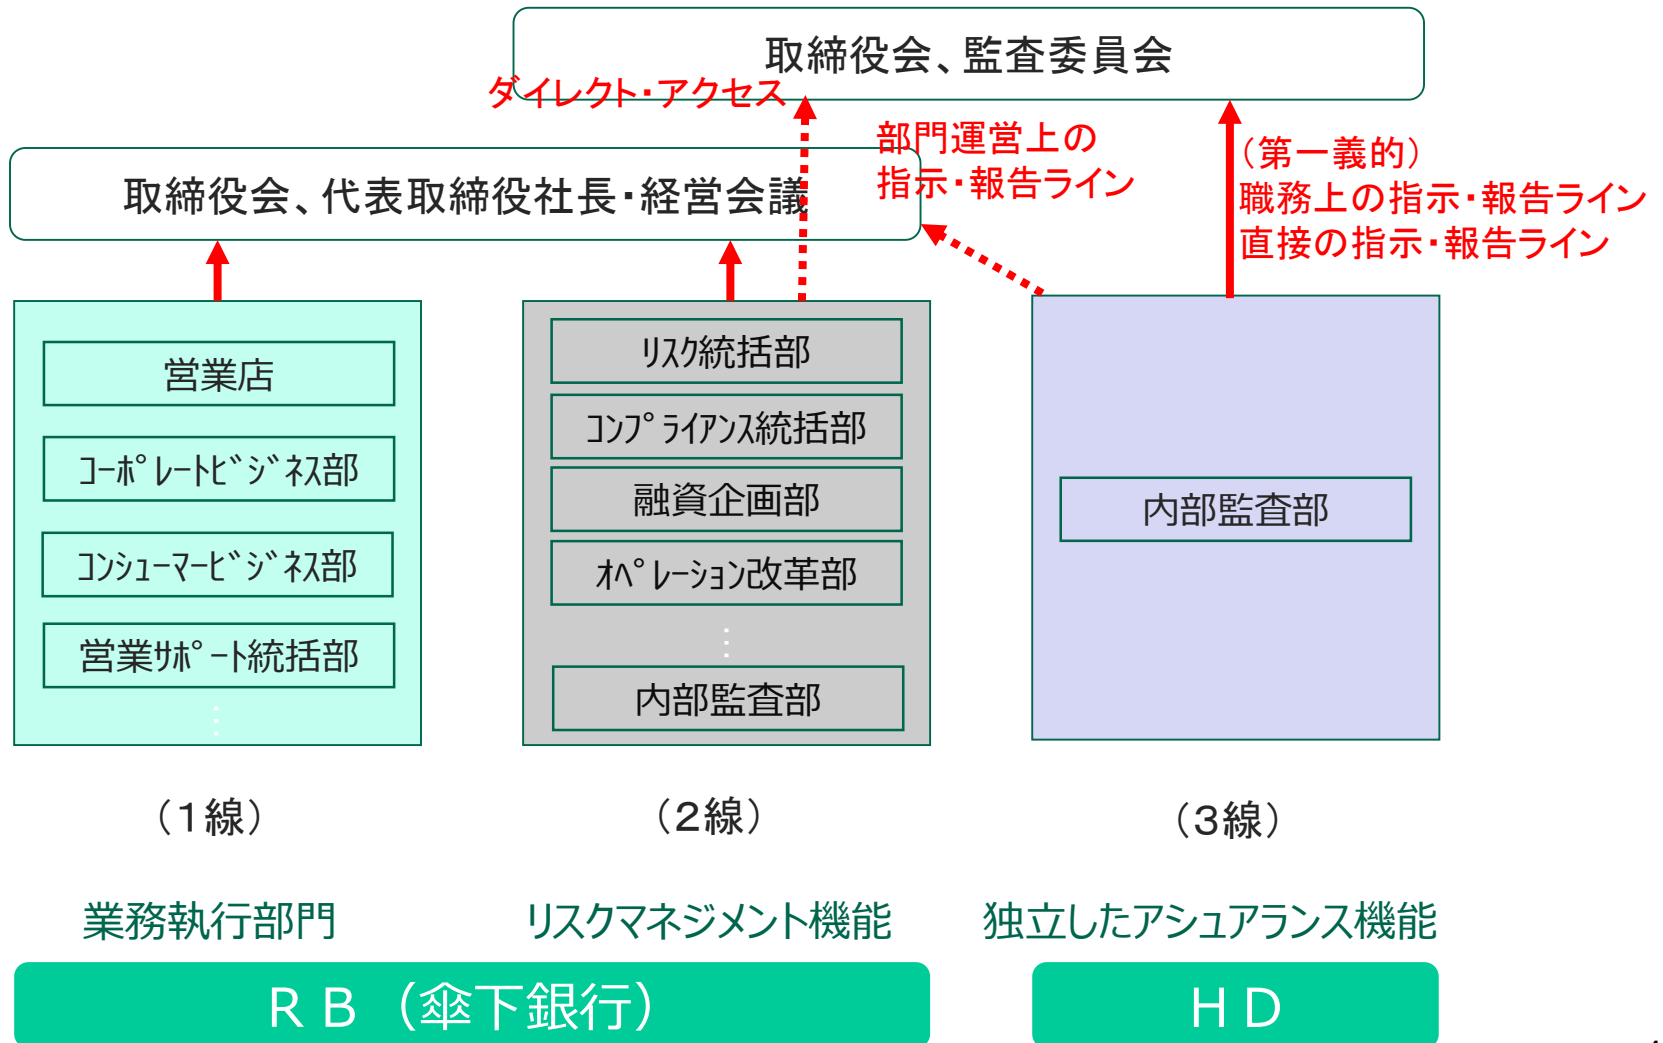 取締役会、監査委員会
ダイレクト・アクセス
部門運営上の
指示・報告ライン
（第一義的）
職務上の指示・報告ライン
直接の指示・報告ライン
取締役会、代表取締役社長・経営会議
営業店
ｺｰﾎﾟﾚｰﾄﾋﾞｼﾞﾈｽ部
ｺﾝｼｭｰﾏｰﾋﾞｼﾞﾈｽ部
営業ｻﾎﾟｰﾄ統括部
⋮
ﾘｽｸ統括部
ｺﾝﾌﾟﾗｲｱﾝｽ統括部
融資企画部
ｵﾍﾟﾚｰｼｮﾝ改革部
⋮
内部監査部
内部監査部
（１線）
（２線）
（３線）
業務執行部門
リスクマネジメント機能
独立したアシュアランス機能
ＲＢ（傘下銀行）
ＨＤ